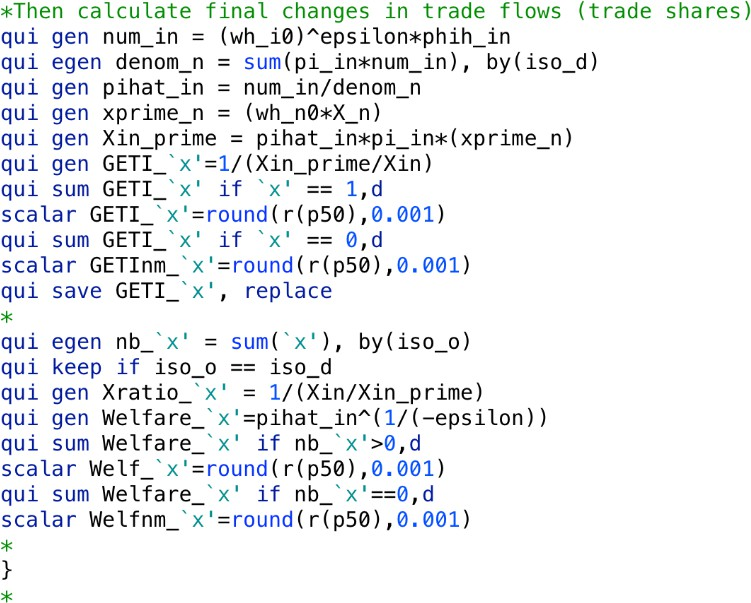 *Then calculate final changes in trade flows (trade shares)
qui gen num_in = (wh_i0)^epsilon*phih_in
qui egen denom_n = sum(pi_in*num_in), by(iso_d)
qui gen pihat_in = num_in/denom_n
qui gen xprime_n = (wh_n0*X_n)
qui gen Xin_prime = pihat_in*pi_in*(xprime_n)
qui gen GETI_`x'=1/(Xin_prime/Xin)
qui sum GETI_`x' if `x' == 1,d
scalar GETI_`x'=round(r(p50),0.001)
qui sum GETI_`x' if `x' == 0,d
scalar GETInm_`x'=round(r(p50),0.001)
qui save GETI_`x', replace
*
qui egen nb_`x' = sum(`x'), by(iso_o)
qui keep if iso_o == iso_d
qui gen Xratio_`x' = 1/(Xin/Xin_prime)
qui gen Welfare_`x'=pihat_in^(1/(-epsilon))
qui sum Welfare_`x' if nb_`x'>0,d
scalar Welf_`x'=round(r(p50),0.001)
qui sum Welfare_`x' if nb_`x'==0,d
scalar Welfnm_`x'=round(r(p50),0.001)
*
}
*